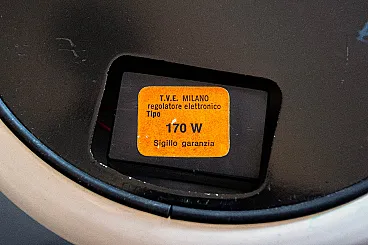 T.V.E. MILANO
regolatore elettronico
Tipo
170 W
Sigillo garanzia